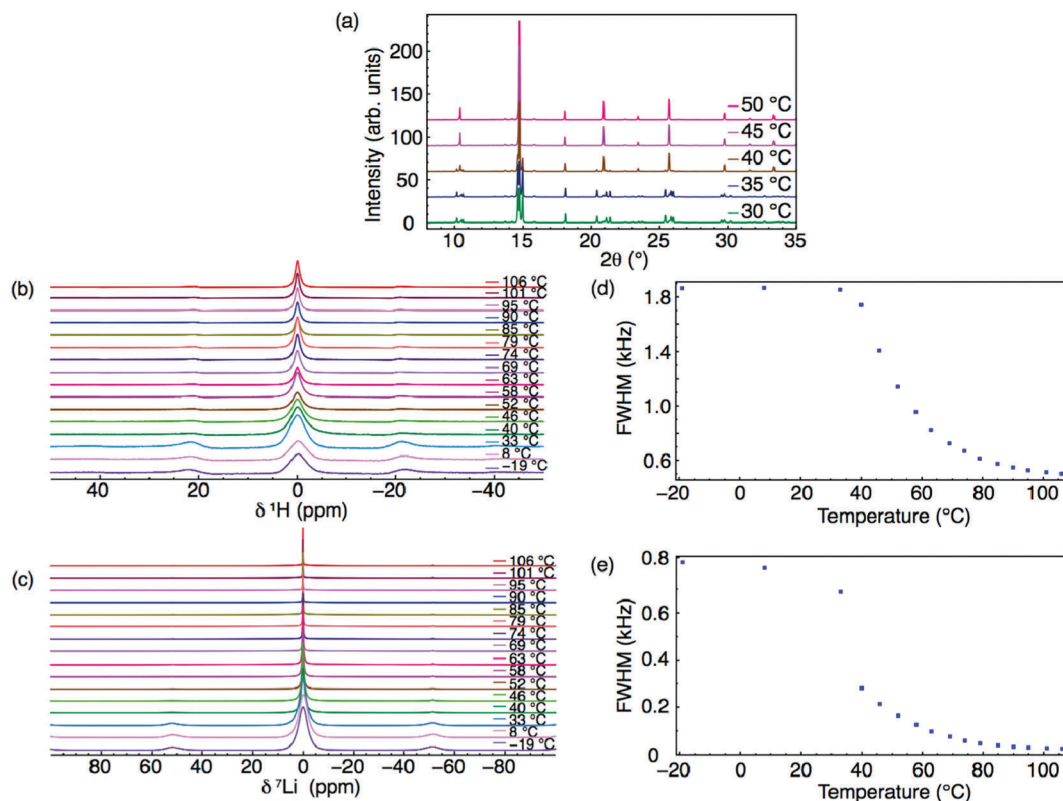 (a)
Intensity (arb. units)
200
150
100
50
0
50 °C
45 °C
40 °C
35 °C
30 °C
10 15 20 25 30 35
2θ (°)
(b)
106 °C
101 °C
95 °C
90 °C
85 °C
79 °C
74 °C
69 °C
63 °C
58 °C
52 °C
46 °C
40 °C
33 °C
8 °C
−19 °C
40 20 0 −20 −40
δ ¹H (ppm)
(d)
FWHM (kHz)
1.8
1.4
1.0
0.6
−20 0 20 40 60 80 100
Temperature (°C)
(c)
106 °C
101 °C
95 °C
90 °C
85 °C
79 °C
74 °C
69 °C
63 °C
58 °C
52 °C
46 °C
40 °C
33 °C
8 °C
−19 °C
80 40 20 0 −20 −40 −60 −80
δ ⁷Li (ppm)
(e)
FWHM (kHz)
0.8
0.6
0.4
0.2
0
−20 0 20 40 60 80 100
Temperature (°C)